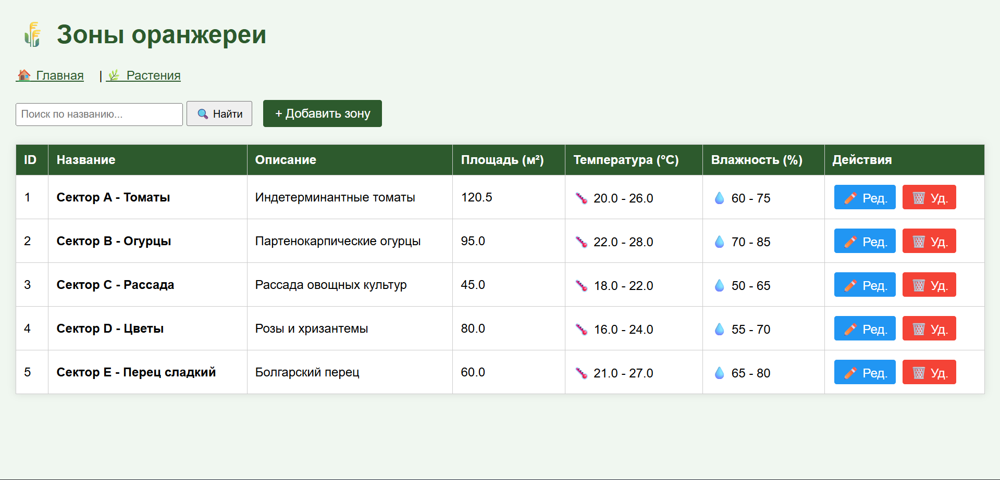 Зоны оранжереи
Главная | Растения
Поиск по названию... Найти + Добавить зону
ID Название Описание Площадь (м²) Температура (°C) Влажность (%) Действия
1 Сектор A - Томаты Индетерминантные томаты 120.5 20.0 - 26.0 60 - 75 Ред. Уд.
2 Сектор B - Огурцы Партенокарпические огурцы 95.0 22.0 - 28.0 70 - 85 Ред. Уд.
3 Сектор C - Рассада Рассада овощных культур 45.0 18.0 - 22.0 50 - 65 Ред. Уд.
4 Сектор D - Цветы Розы и хризантемы 80.0 16.0 - 24.0 55 - 70 Ред. Уд.
5 Сектор E - Перец сладкий Болгарский перец 60.0 21.0 - 27.0 65 - 80 Ред. Уд.